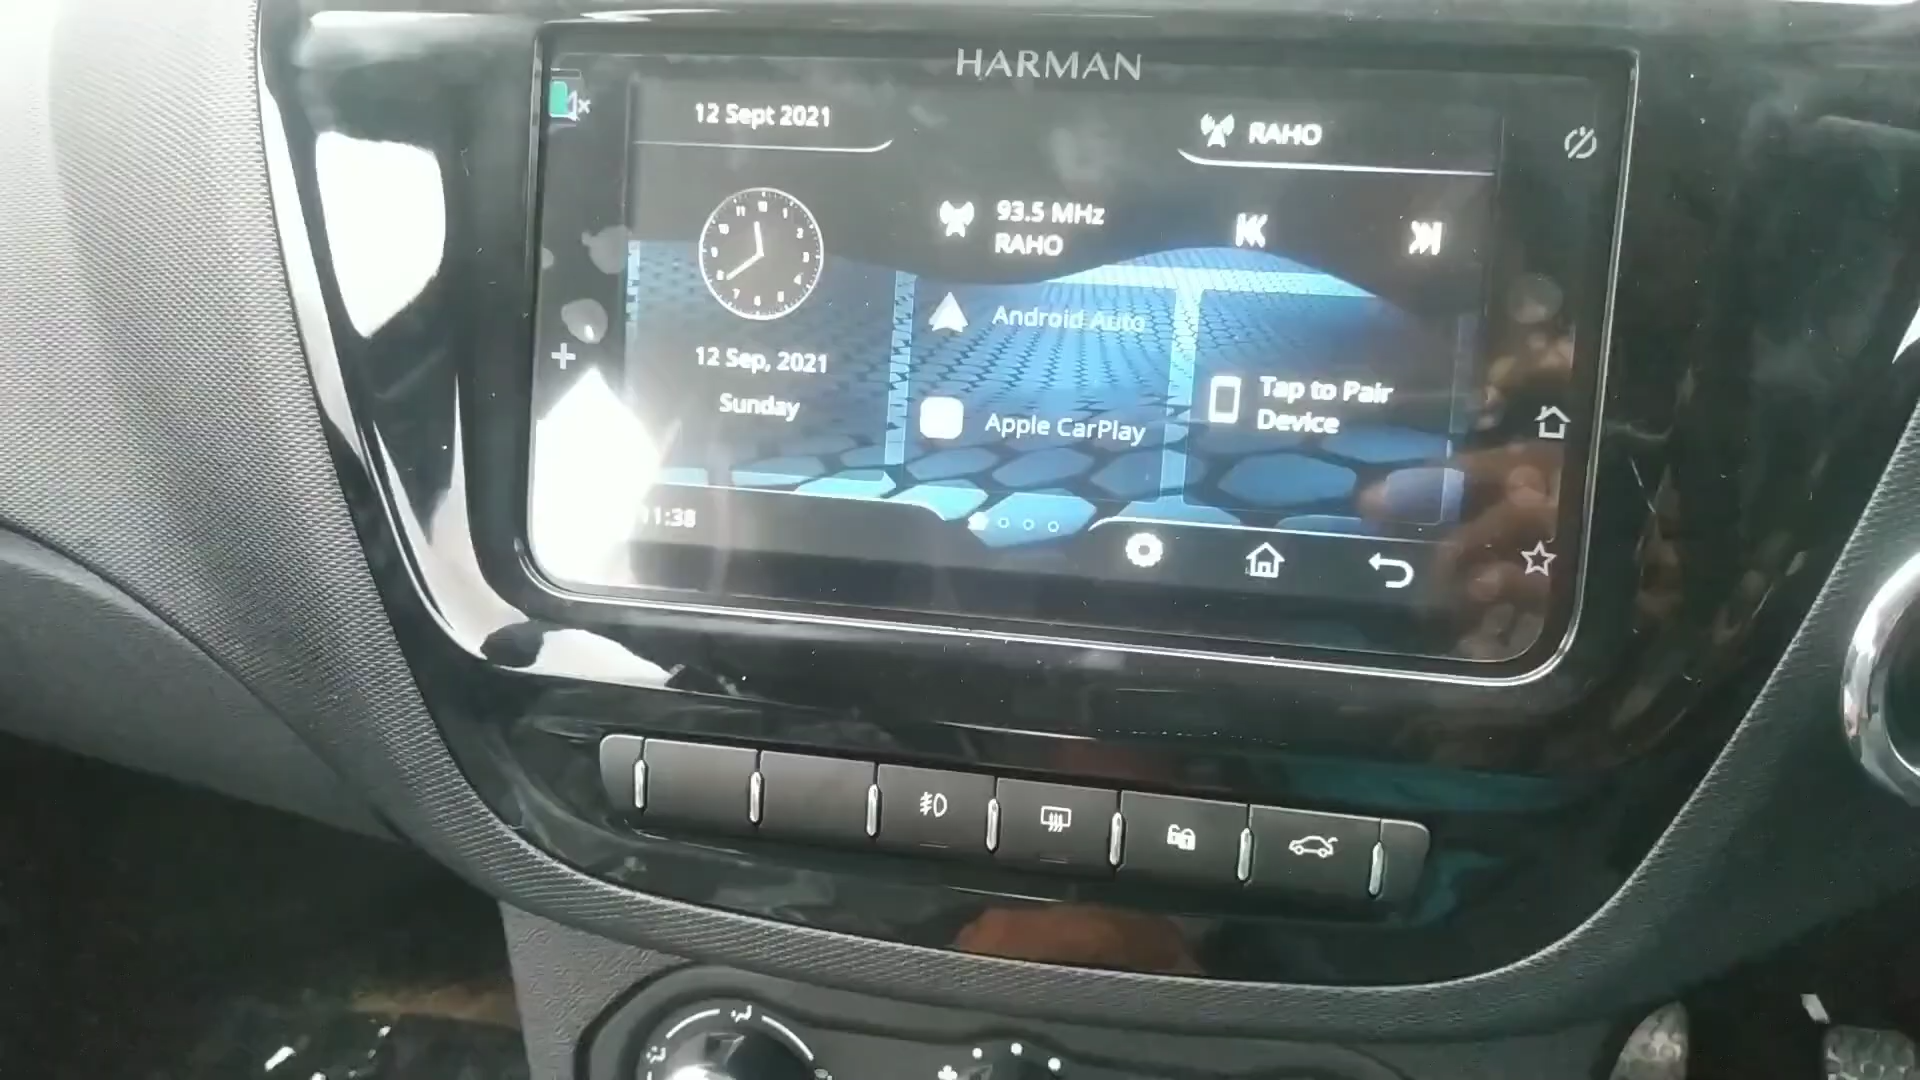 HARMAN
12 Sept 2021
RAHO
93.5 MHz
RAHO
Android Auto
12 Sep, 2021
Sunday
Apple CarPlay
Tap to Pair
Device
11:38